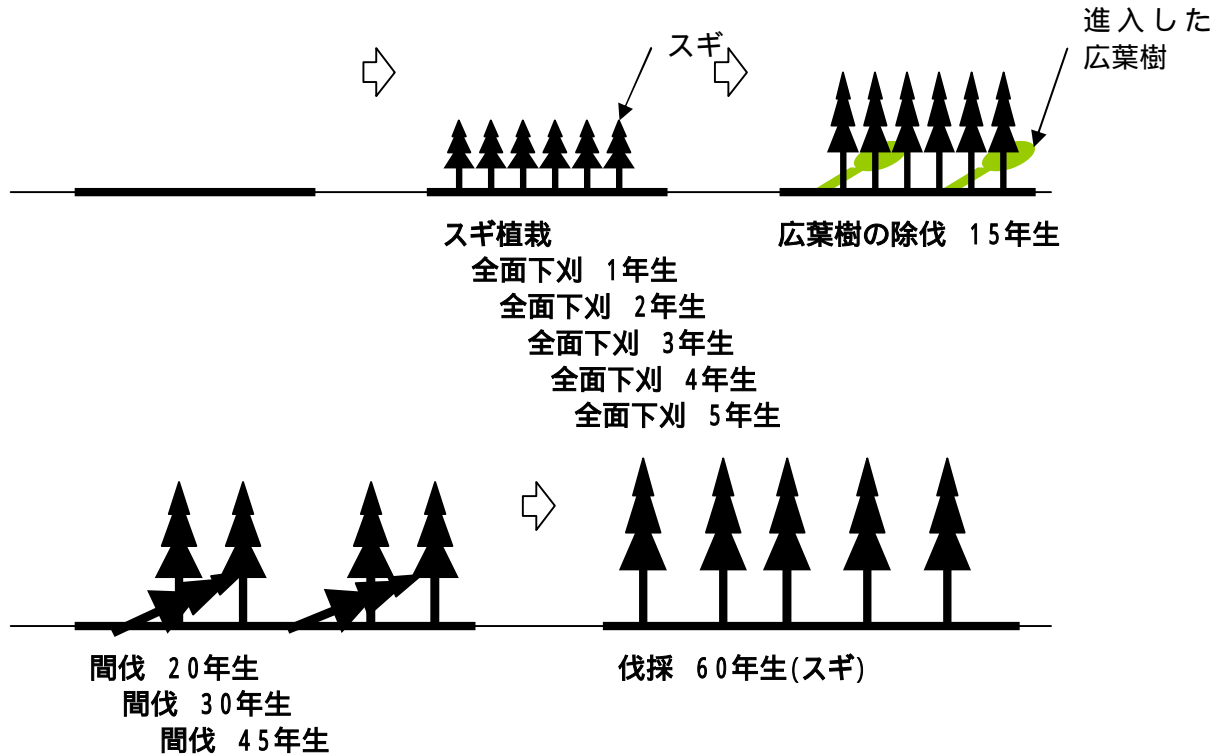 スギ
進入した
広葉樹
スギ植栽
全面下刈 1年生
全面下刈 2年生
全面下刈 3年生
全面下刈 4年生
全面下刈 5年生
広葉樹の除伐 15年生
間伐 20年生
間伐 30年生
間伐 45年生
伐採 60年生(スギ)